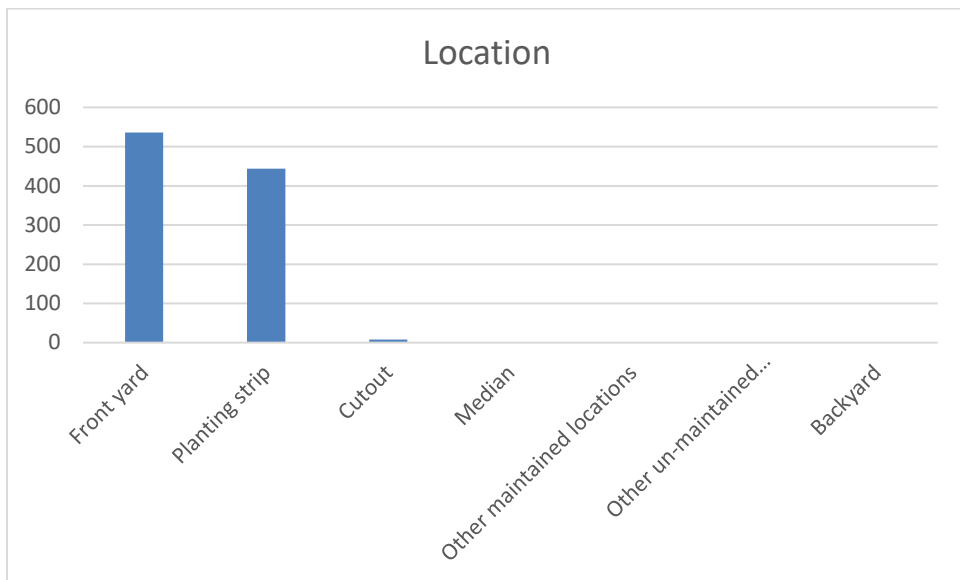 Location
600
500
400
300
200
100
0
Front yard
Planting strip
Cutout
Median
Other maintained locations
Other un-maintained...
Backyard